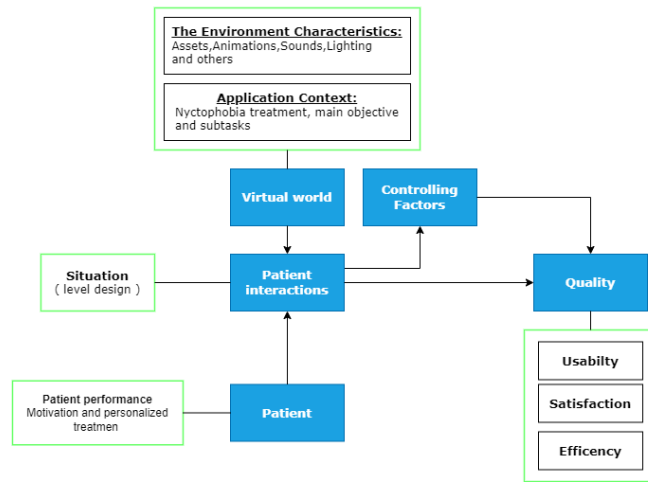 The Environment Characteristics:
Assets,Animations,Sounds,Lighting
and others
Application Context:
Nyctophobia treatment, main objective
and subtasks
Virtual world
Controlling
Factors
Situation
( level design )
Patient
interactions
Quality
Usabilty
Satisfaction
Efficency
Patient performance
Motivation and personalized
treatmen
Patient